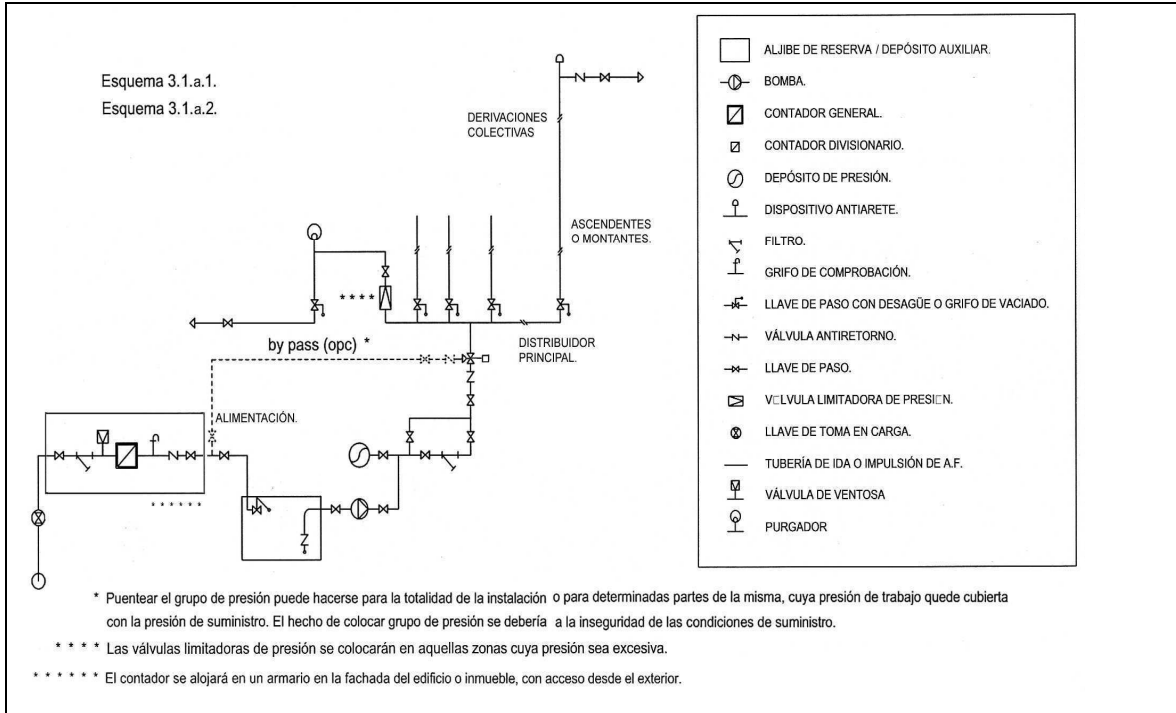 Esquema 3.1.a.1.
Esquema 3.1.a.2.
DERIVACIONES
COLECTIVAS
ASCENDENTES
O MONTANTES.
* * * *
by pass (opc) *
DISTRIBUIDOR
PRINCIPAL.
ALIMENTACIÓN.
* * * * * *
ALJIBE DE RESERVA / DEPÓSITO AUXILIAR.
BOMBA.
CONTADOR GENERAL.
CONTADOR DIVISIONARIO.
DEPÓSITO DE PRESIÓN.
DISPOSITIVO ANTIARETE.
FILTRO.
GRIFO DE COMPROBACIÓN.
LLAVE DE PASO CON DESAGÜE O GRIFO DE VACIADO.
VÁLVULA ANTIRETORNO.
LLAVE DE PASO.
V□LVULA LIMITADORA DE PRESI□N.
LLAVE DE TOMA EN CARGA.
TUBERÍA DE IDA O IMPULSIÓN DE A.F.
VÁLVULA DE VENTOSA
PURGADOR
* Puentear el grupo de presión puede hacerse para la totalidad de la instalación o para determinadas partes de la misma, cuya presión de trabajo quede cubierta
con la presión de suministro. El hecho de colocar grupo de presión se debería a la inseguridad de las condiciones de suministro.
* * * * Las válvulas limitadoras de presión se colocarán en aquellas zonas cuya presión sea excesiva.
* * * * * * El contador se alojará en un armario en la fachada del edificio o inmueble, con acceso desde el exterior.